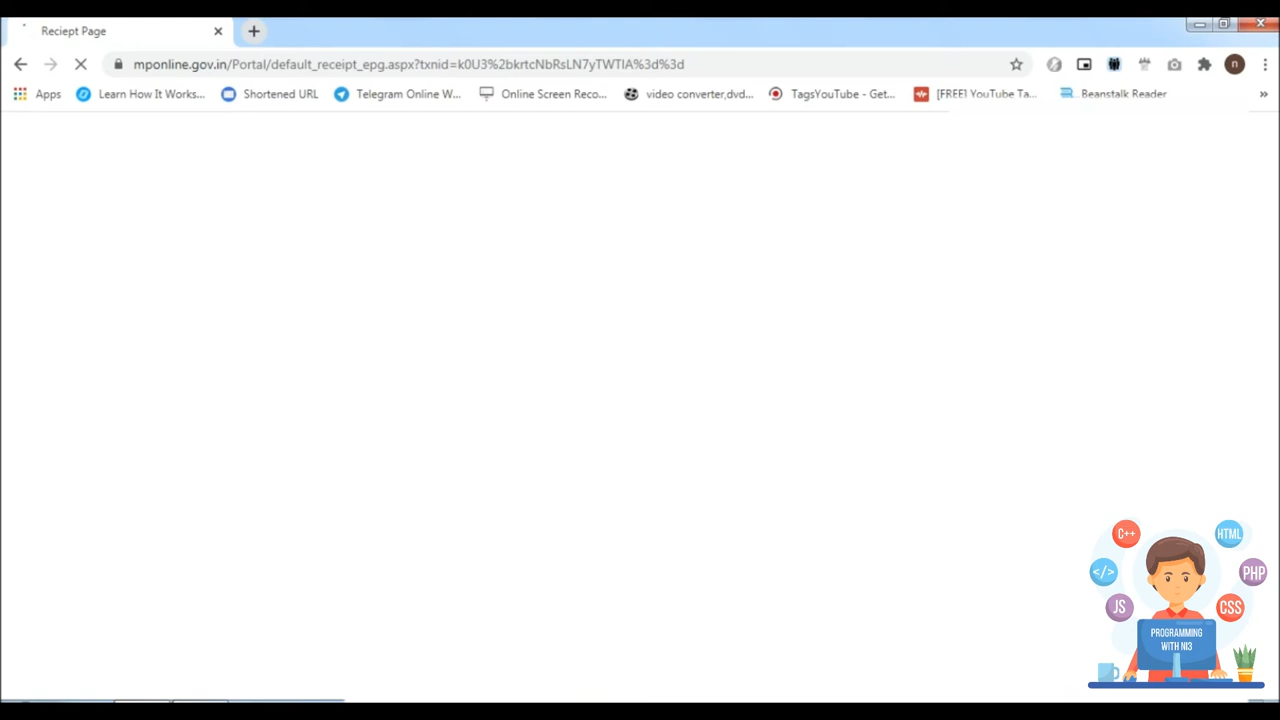 Reciept Page
mponline.gov.in/Portal/default_receipt_epg.aspx?txnid=k0U3%2bkrtcNbRsLN7yTWTIA%3d%3d
n
Apps Learn How It Works... Shortened URL Telegram Online W... Online Screen Reco... video converter,dvd... TagsYouTube - Get... [FREE] YouTube Ta... Beanstalk Reader »
C++ HTML
</> PHP
JS CSS
PROGRAMMING
WITH NI3